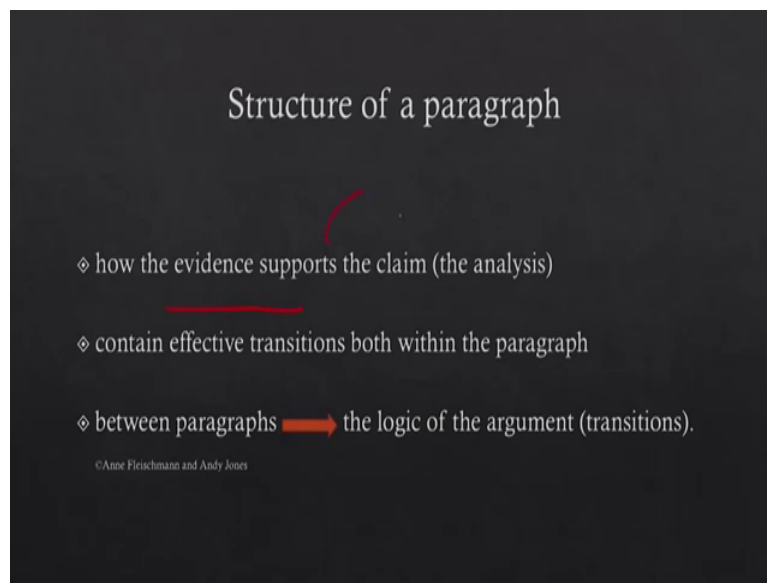 Structure of a paragraph
how the evidence supports the claim (the analysis)
contain effective transitions both within the paragraph
between paragraphs the logic of the argument (transitions).
©Anne Fleischmann and Andy Jones